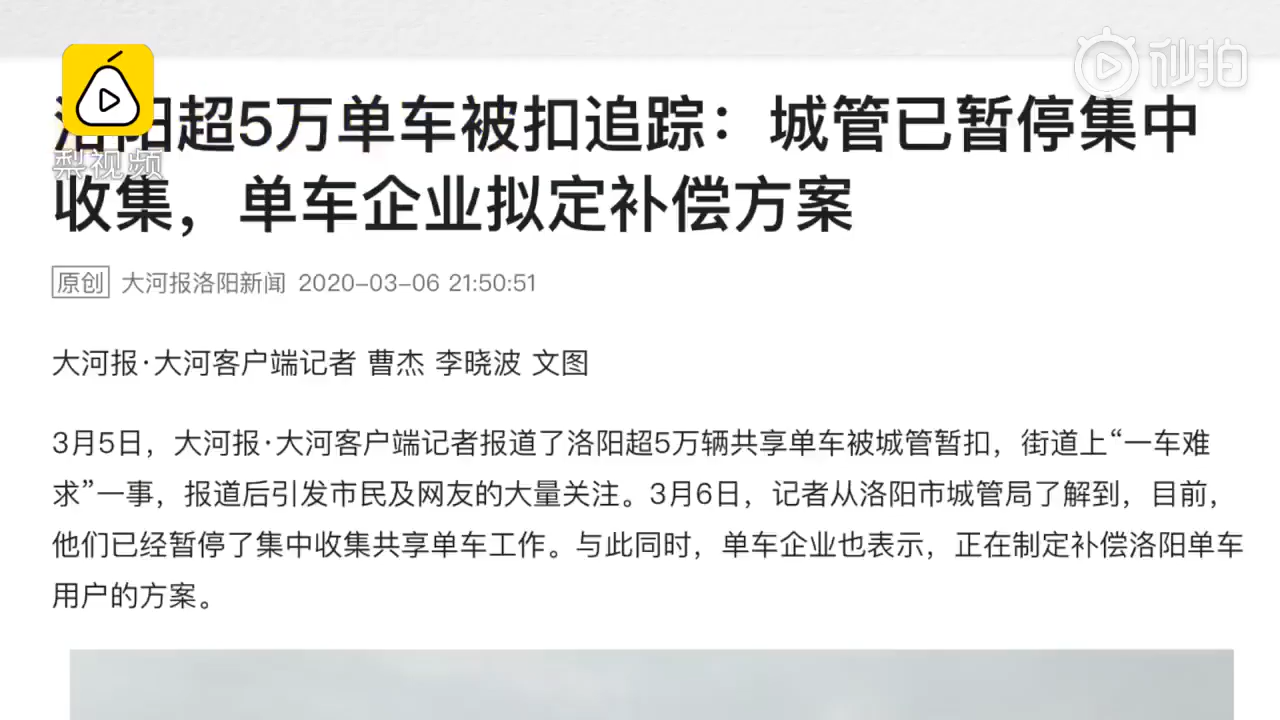 秒拍
洛阳超5万单车被扣追踪：城管已暂停集中
梨视频
收集，单车企业拟定补偿方案
原创 大河报洛阳新闻 2020-03-06 21:50:51
大河报·大河客户端记者 曹杰 李晓波 文图
3月5日，大河报·大河客户端记者报道了洛阳超5万辆共享单车被城管暂扣，街道上“一车难
求”一事，报道后引发市民及网友的大量关注。3月6日，记者从洛阳市城管局了解到，目前，
他们已经暂停了集中收集共享单车工作。与此同时，单车企业也表示，正在制定补偿洛阳单车
用户的方案。